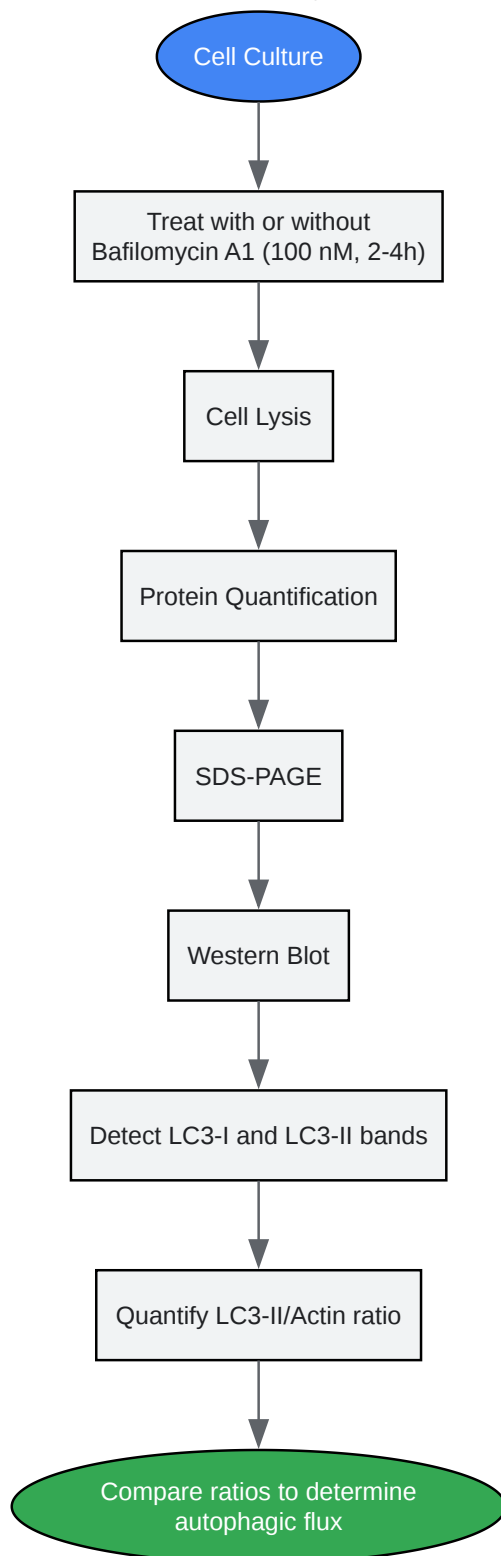 Cell Culture
Treat with or without
Bafilomycin A1 (100 nM, 2-4h)
Cell Lysis
Protein Quantification
SDS-PAGE
Western Blot
Detect LC3-I and LC3-II bands
Quantify LC3-II/Actin ratio
Compare ratios to determine
autophagic flux